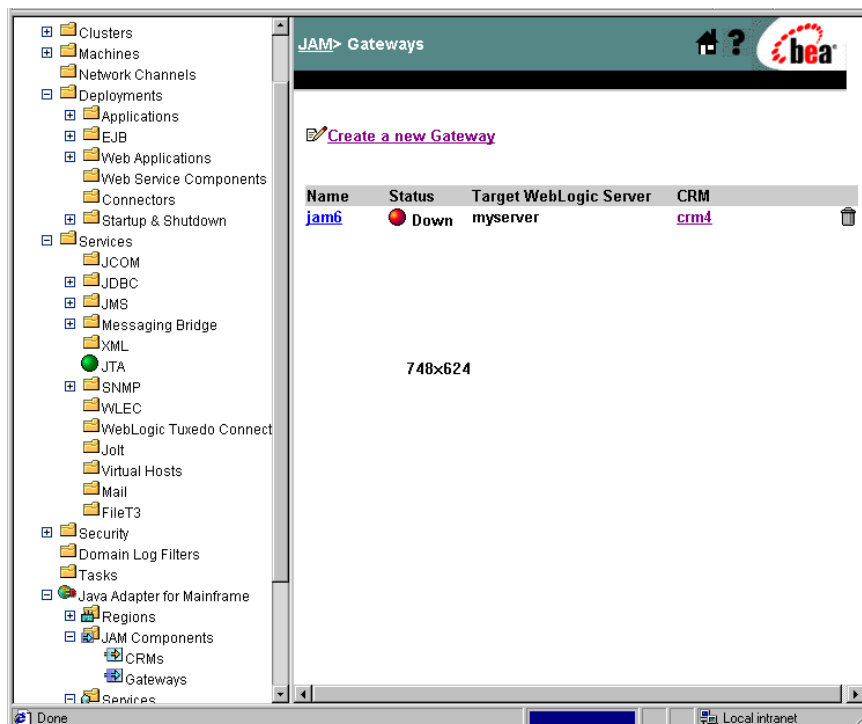 Clusters
Machines
Network Channels
Deployments
Applications
EJB
Web Applications
Web Service Components
Connectors
Startup & Shutdown
Services
JCOM
JDBC
JMS
Messaging Bridge
XML
JTA
SNMP
WLEC
WebLogic Tuxedo Connect
Jolt
Virtual Hosts
Mail
FileT3
Security
Domain Log Filters
Tasks
Java Adapter for Mainframe
Regions
JAM Components
CRMs
Gateways
Services
JAM> Gateways
?
bea
Create a new Gateway
Name Status Target WebLogic Server CRM
jam6 Down myserver crm4
748x624
Done Local intranet